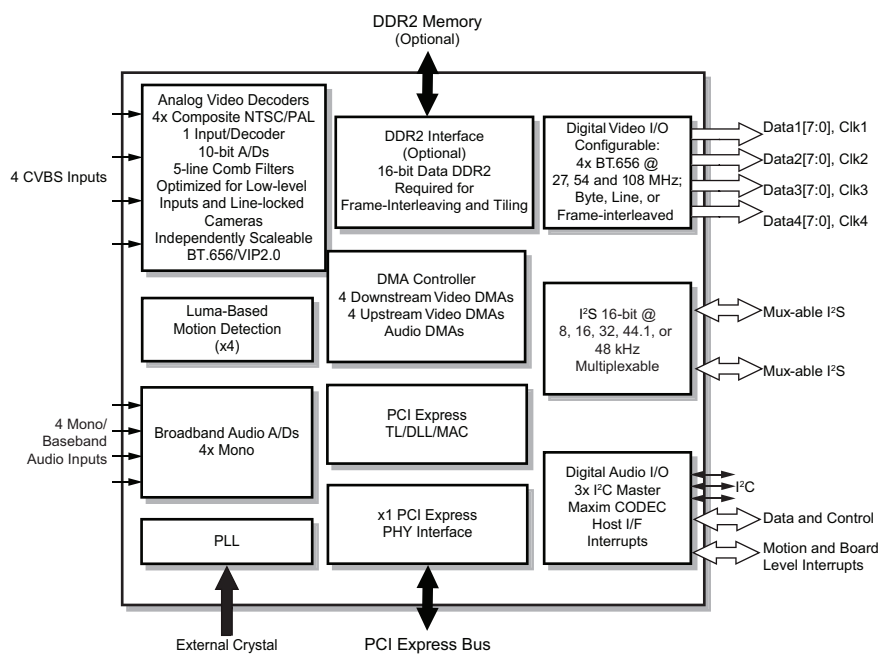 DDR2 Memory
(Optional)
4 CVBS Inputs
Analog Video Decoders
4x Composite NTSC/PAL
1 Input/Decoder
10-bit A/Ds
5-line Comb Filters
Optimized for Low-level
Inputs and Line-locked
Cameras
Independently Scaleable
BT.656/VIP2.0
DDR2 Interface
(Optional)
16-bit Data DDR2
Required for
Frame-Interleaving and Tiling
Digital Video I/O
Configurable:
4x BT.656 @
27, 54 and 108 MHz;
Byte, Line, or
Frame-interleaved
Data1[7:0], Clk1
Data2[7:0], Clk2
Data3[7:0], Clk3
Data4[7:0], Clk4
Luma-Based
Motion Detection
(x4)
DMA Controller
4 Downstream Video DMAs
4 Upstream Video DMAs
Audio DMAs
I²S 16-bit @
8, 16, 32, 44.1, or
48 kHz
Multiplexable
Mux-able I²S
Mux-able I²S
4 Mono/
Baseband
Audio Inputs
Broadband Audio A/Ds
4x Mono
PCI Express
TL/DLL/MAC
Digital Audio I/O
3x I²C Master
Maxim CODEC
Host I/F
Interrupts
I²C
Data and Control
Motion and Board
Level Interrupts
PLL
x1 PCI Express
PHY Interface
External Crystal
PCI Express Bus